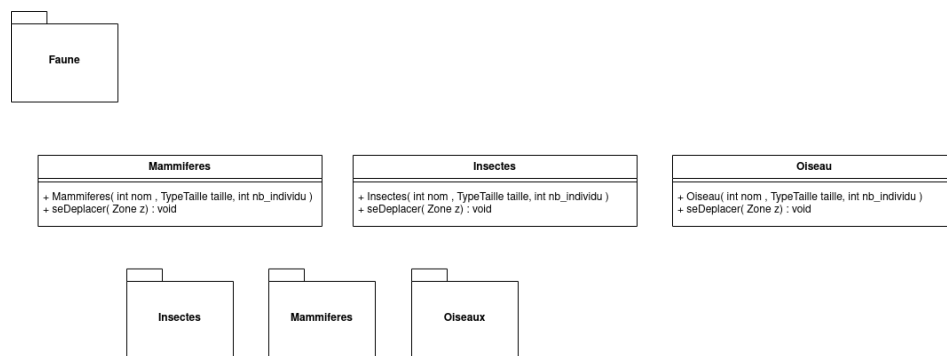 Faune
Mammiferes
+ Mammiferes( int nom , TypeTaille taille, int nb_individu )
+ seDeplacer( Zone z) : void
Insectes
+ Insectes( int nom , TypeTaille taille, int nb_individu )
+ seDeplacer( Zone z) : void
Oiseau
+ Oiseau( int nom , TypeTaille taille, int nb_individu )
+ seDeplacer( Zone z) : void
Insectes
Mammiferes
Oiseaux